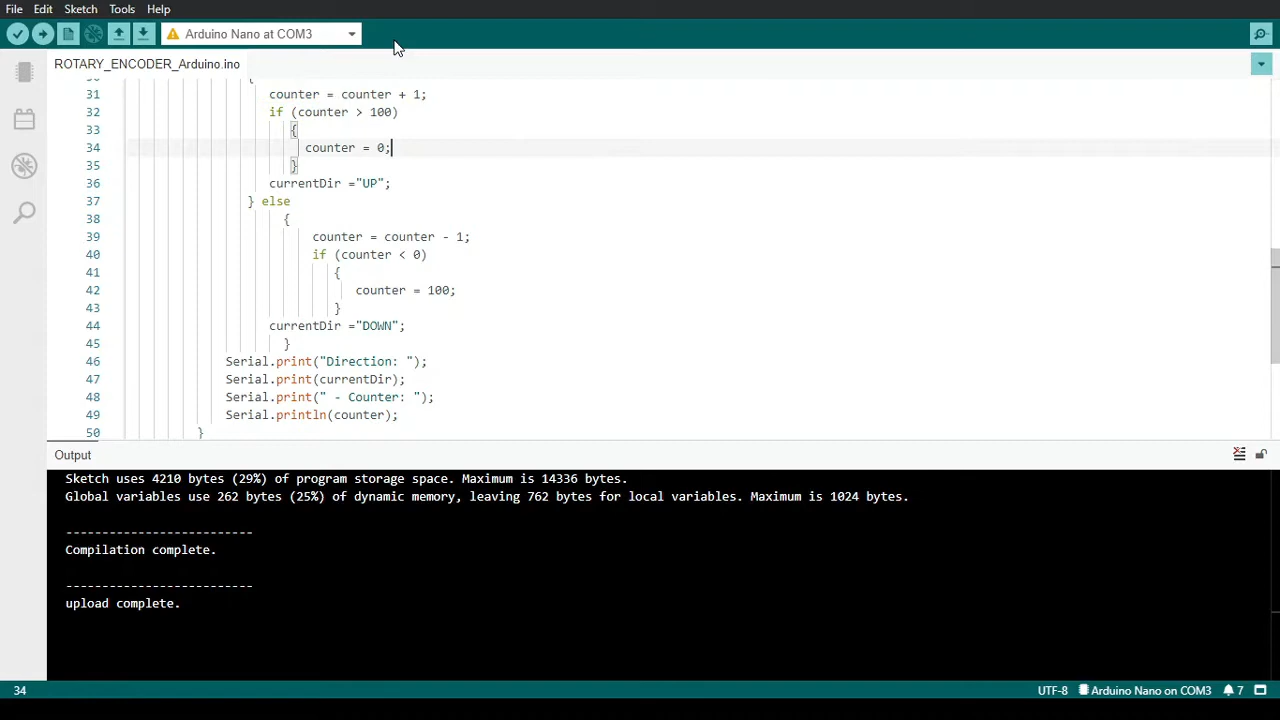 File Edit Sketch Tools Help
Arduino Nano at COM3
ROTARY_ENCODER_Arduino.ino
30 {
31 counter = counter + 1;
32 if (counter > 100)
33 {
34 counter = 0;
35 }
36 currentDir ="UP";
37 } else
38 {
39 counter = counter - 1;
40 if (counter < 0)
41 {
42 counter = 100;
43 }
44 currentDir ="DOWN";
45 }
46 Serial.print("Direction: ");
47 Serial.print(currentDir);
48 Serial.print(" - Counter: ");
49 Serial.println(counter);
50 }
Output
Sketch uses 4210 bytes (29%) of program storage space. Maximum is 14336 bytes.
Global variables use 262 bytes (25%) of dynamic memory, leaving 762 bytes for local variables. Maximum is 1024 bytes.
--------------------------
Compilation complete.
--------------------------
upload complete.
34 UTF-8 Arduino Nano on COM3 7